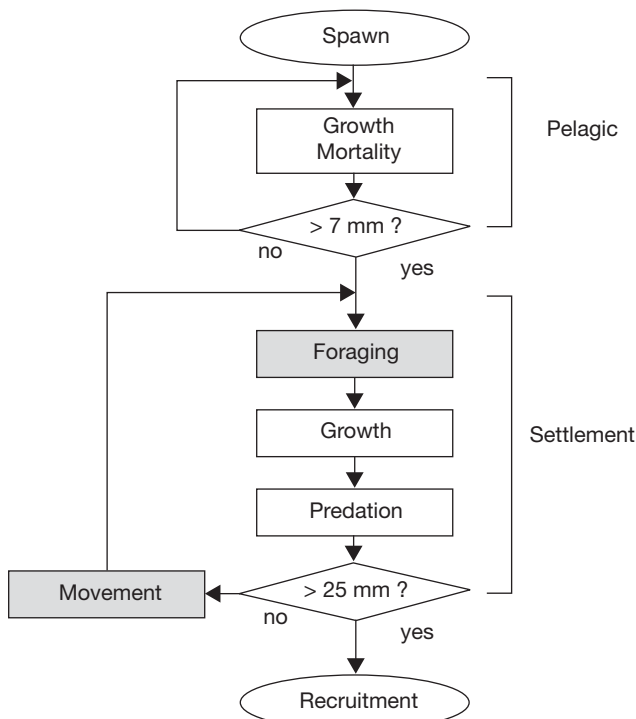 Spawn
Growth
Mortality
Pelagic
> 7 mm ?
no
yes
Foraging
Growth
Settlement
Predation
Movement
> 25 mm ?
no
yes
Recruitment